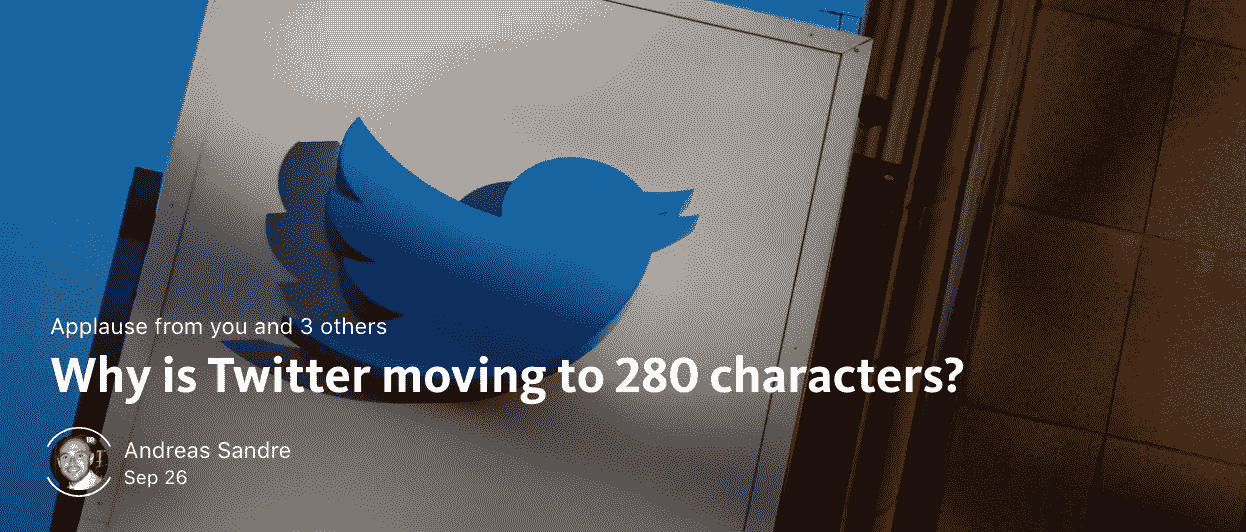 Applause from you and 3 others
Why is Twitter moving to 280 characters?
Andreas Sandre
Sep 26